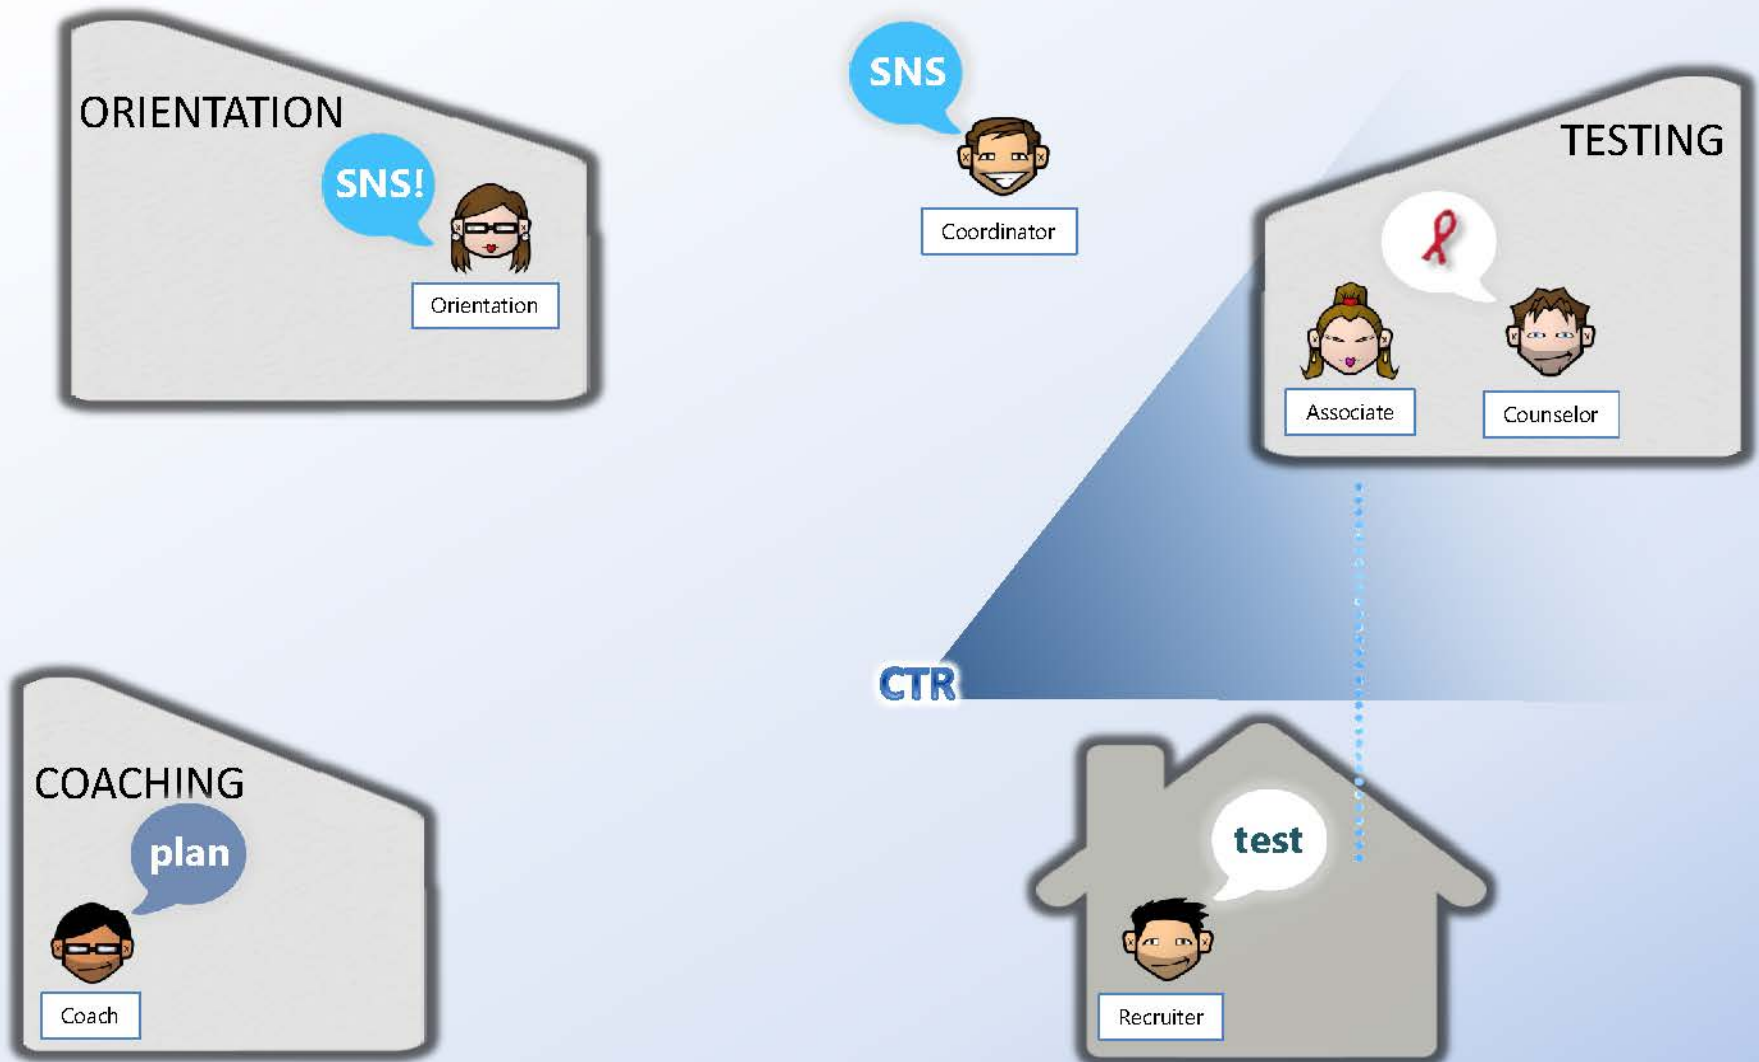 ORIENTATION
SNS!
Orientation
SNS
Coordinator
TESTING
Associate
Counselor
CTR
COACHING
plan
Coach
test
Recruiter